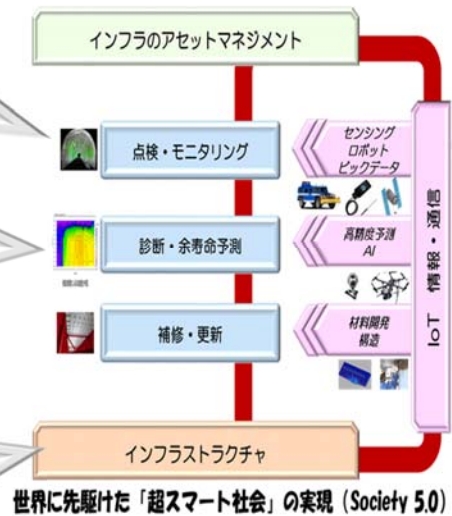 インフラのアセットマネジメント
点検・モニタリング
センシング
ロボット
ビックデータ
診断・余寿命予測
高精度予測
AI
補修・更新
材料開発
構造
IoT 情報・通信
インフラストラクチャ
世界に先駆けた「超スマート社会」の実現（Society 5.0）